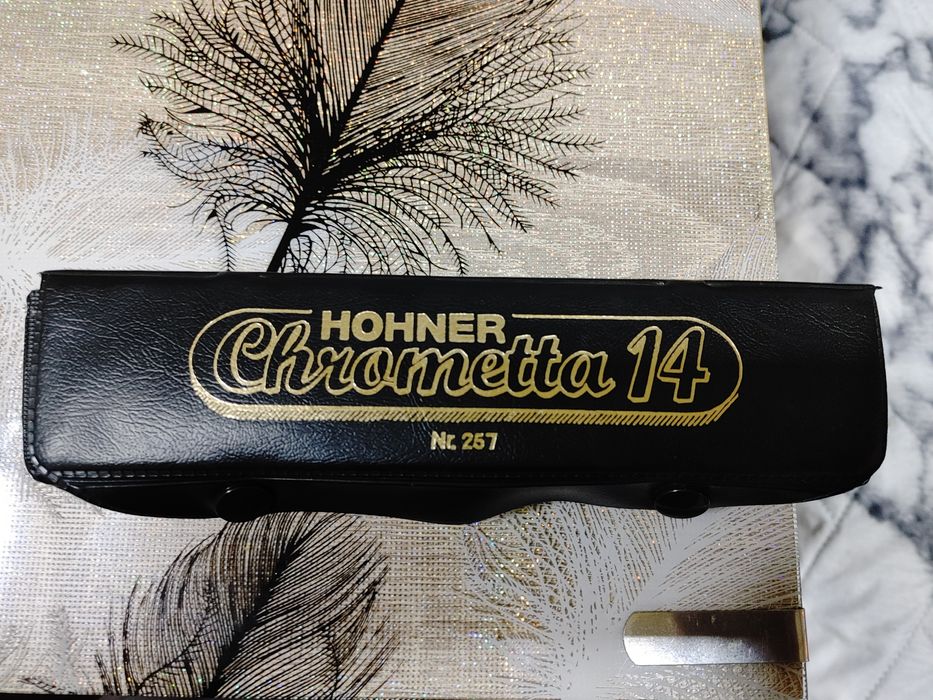 HOHNER
Chrometta 14
Nr. 257